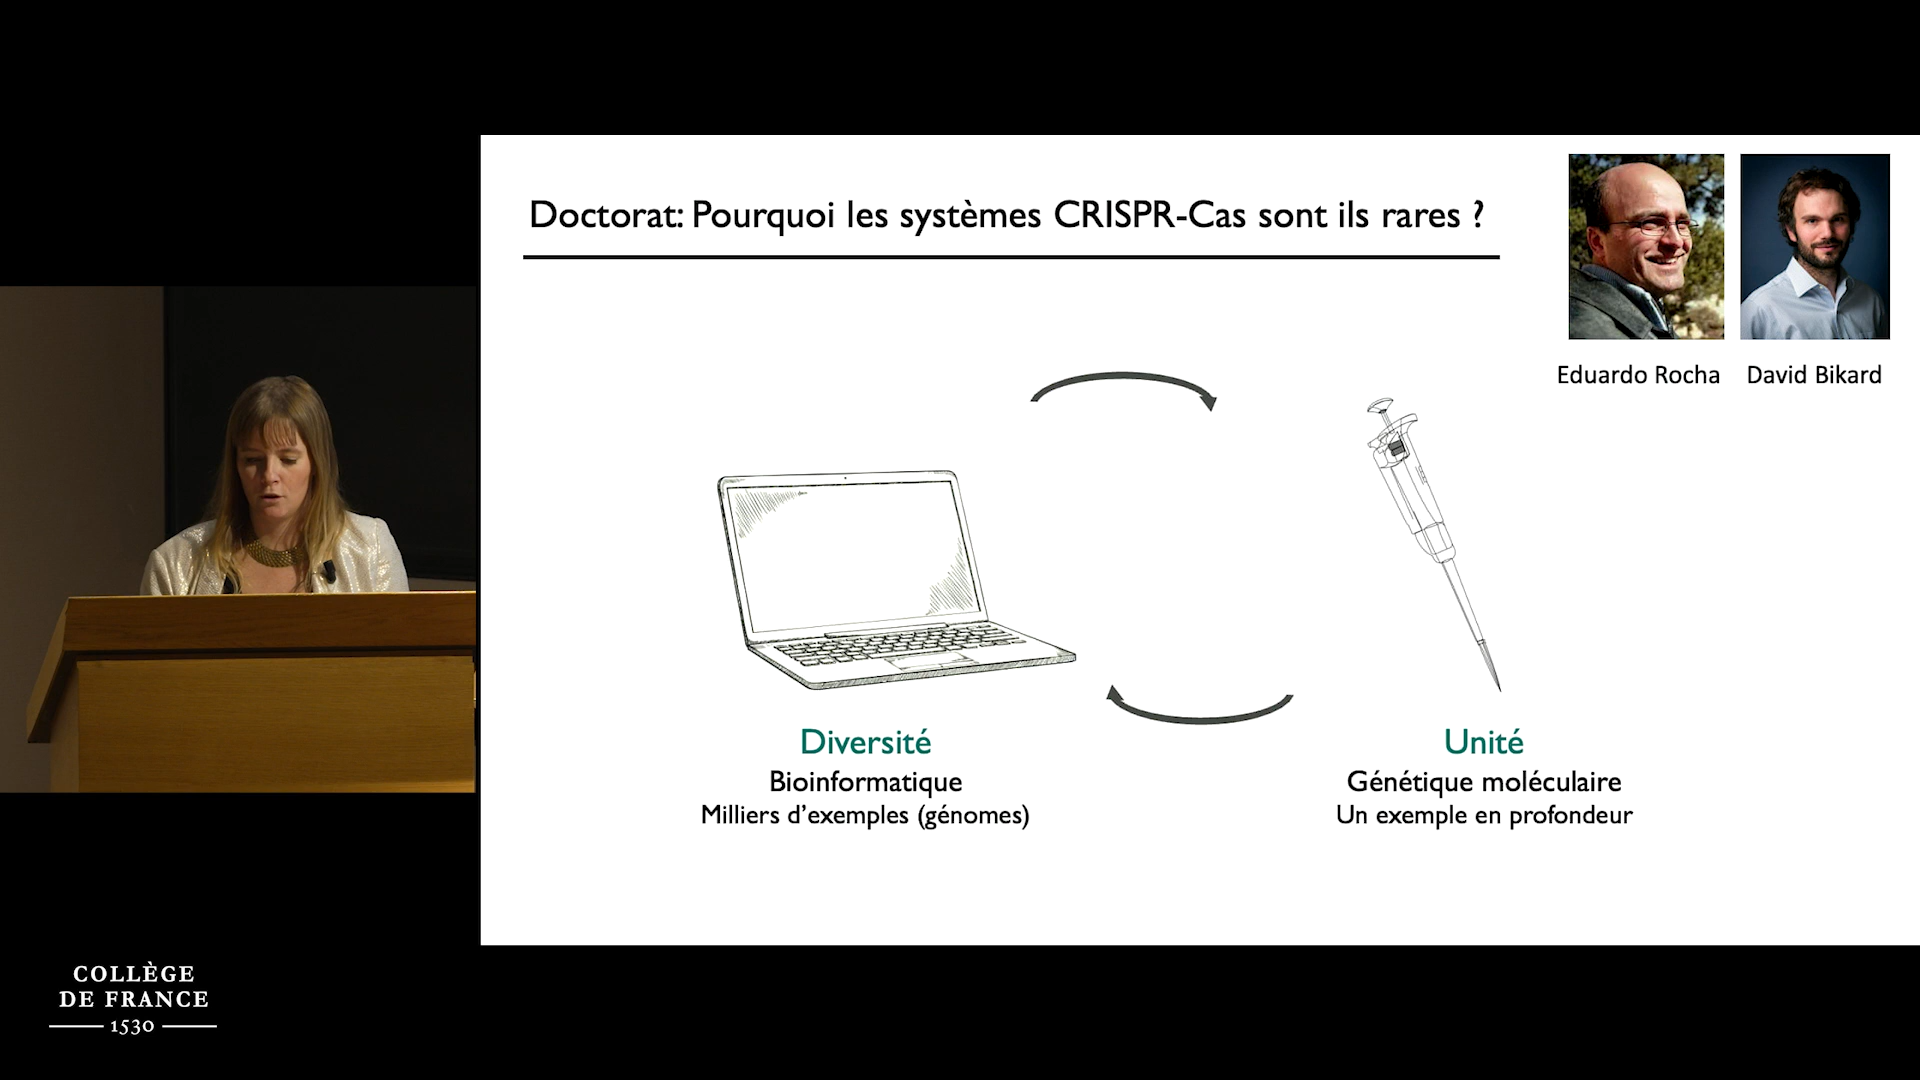 Doctorat: Pourquoi les systèmes CRISPR-Cas sont ils rares ?
Eduardo Rocha
David Bikard
Diversité
Bioinformatique
Milliers d'exemples (génomes)
Unité
Génétique moléculaire
Un exemple en profondeur
COLLÈGE
DE FRANCE
1530